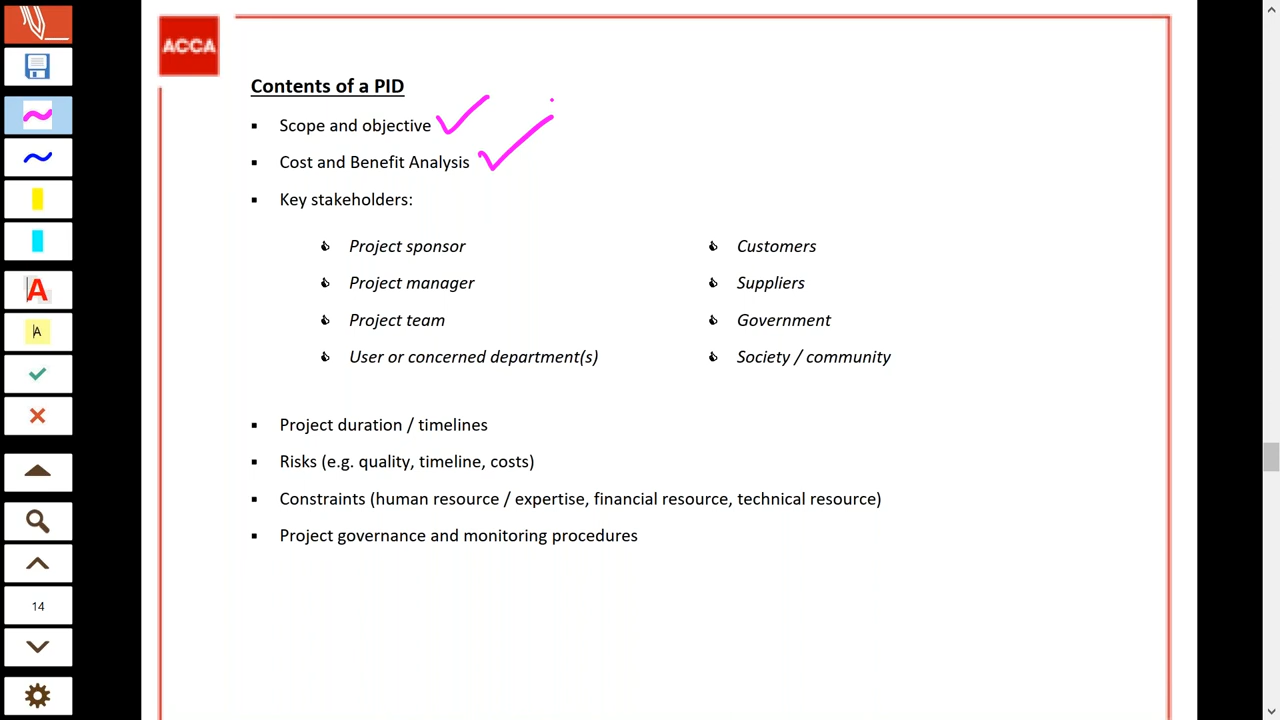 ACCA
Contents of a PID
▪ Scope and objective
▪ Cost and Benefit Analysis
▪ Key stakeholders:
Project sponsor
Project manager
Project team
User or concerned department(s)
Customers
Suppliers
Government
Society / community
▪ Project duration / timelines
▪ Risks (e.g. quality, timeline, costs)
▪ Constraints (human resource / expertise, financial resource, technical resource)
▪ Project governance and monitoring procedures
A
A
14